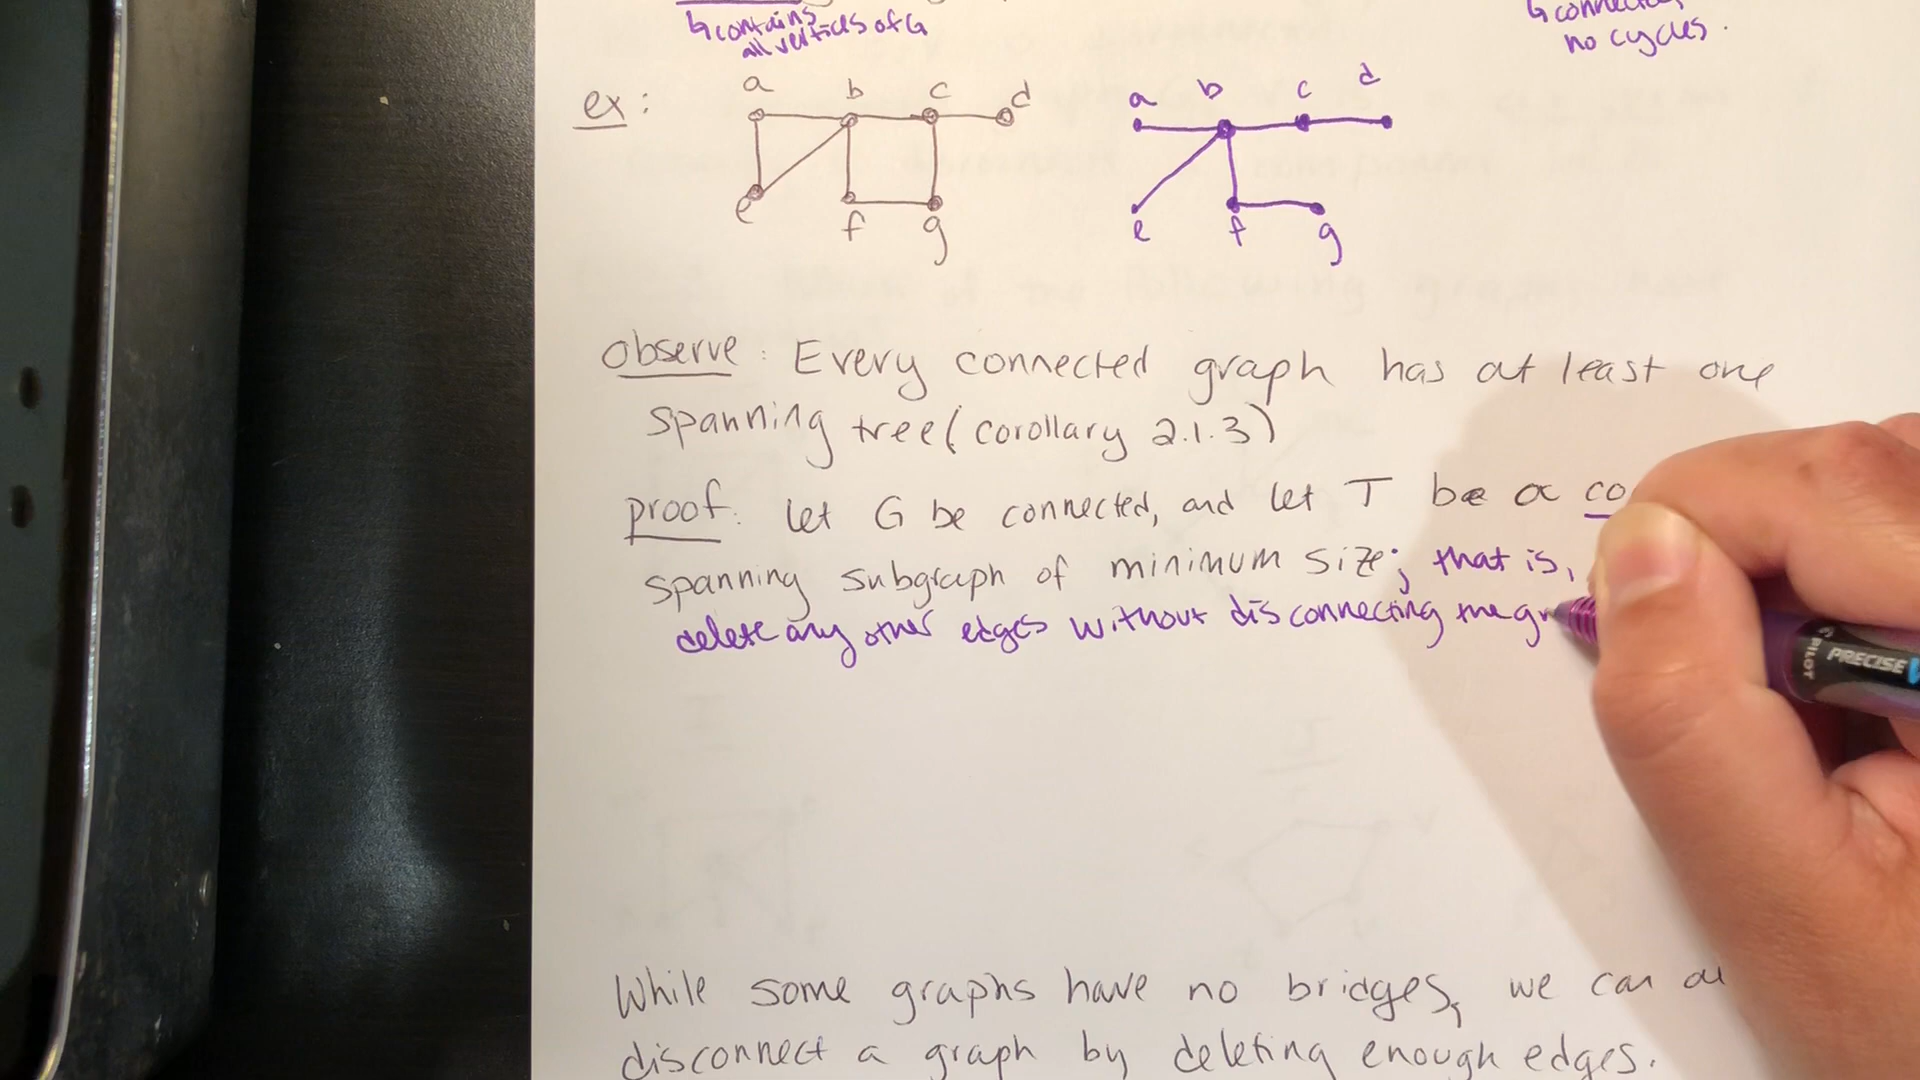 ↳ contains
all vertices of G
↳ connected,
no cycles.
ex:
a b c d
e f g
a b c d
e f g
observe: Every connected graph has at least one
spanning tree (corollary 2.1.3)
proof: Let G be connected, and let T be a co
spanning subgraph of minimum size; that is,
delete any other edges without disconnecting the gr
PILOT PRECISE
While some graphs have no bridges, we can
disconnect a graph by deleting enough edges.